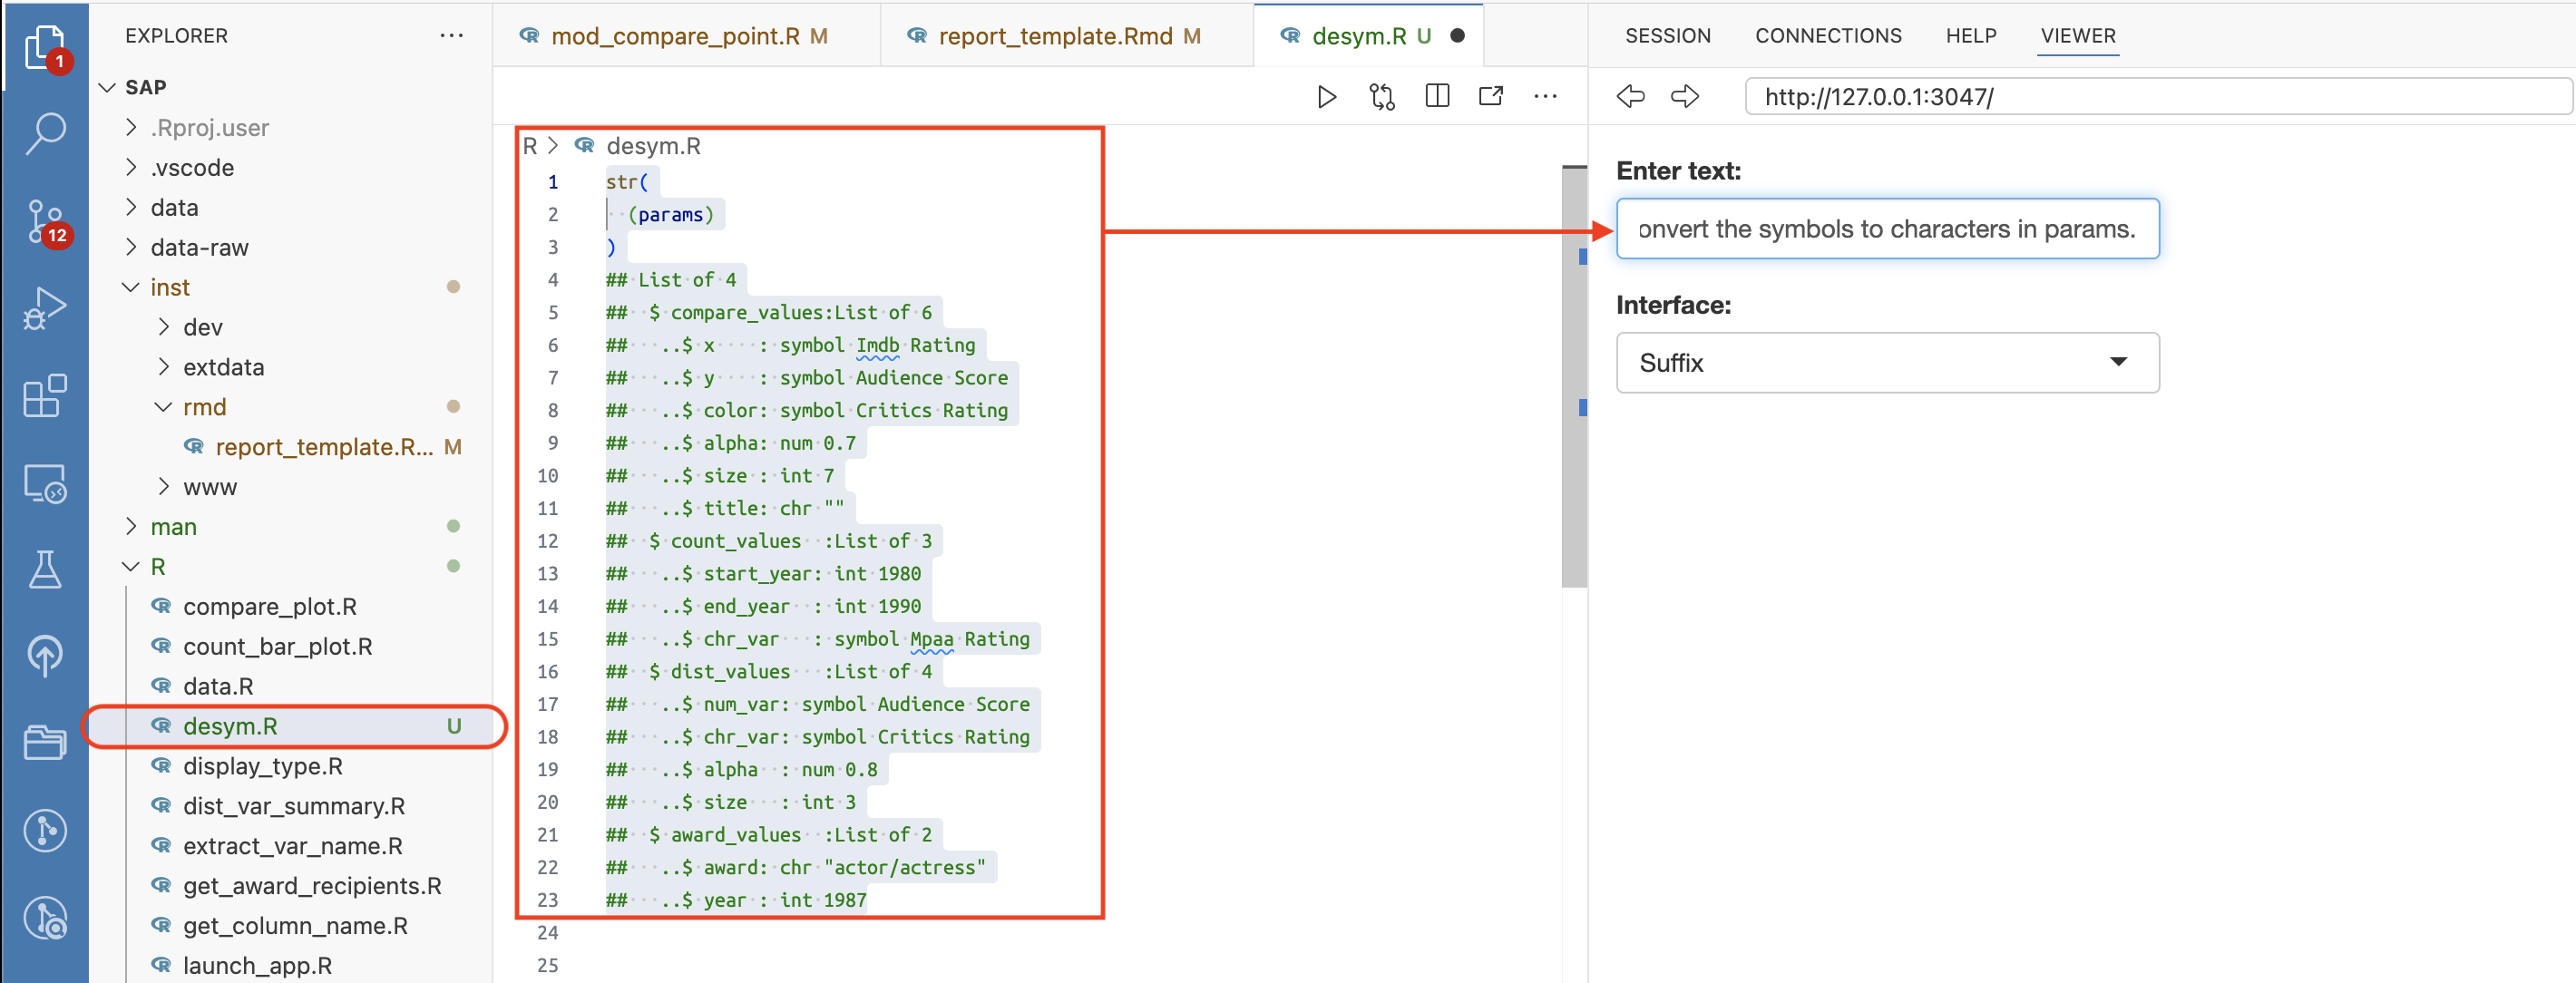 EXPLORER
SAP
.Rproj.user
.vscode
data
data-raw
inst
dev
extdata
rmd
report_template.R... M
www
man
R
compare_plot.R
count_bar_plot.R
data.R
desym.R U
display_type.R
dist_var_summary.R
extract_var_name.R
get_award_recipients.R
get_column_name.R
launch_app.R
1
12
mod_compare_point.R M
report_template.Rmd M
desym.R U
R > desym.R
1 str(
2   (params)
3 )
4 ## List of 4
5 ##  $ compare_values:List of 6
6 ##   ..$ x    : symbol Imdb Rating
7 ##   ..$ y    : symbol Audience Score
8 ##   ..$ color: symbol Critics Rating
9 ##   ..$ alpha: num 0.7
10 ##   ..$ size : int 7
11 ##   ..$ title: chr ""
12 ##  $ count_values  :List of 3
13 ##   ..$ start_year: int 1980
14 ##   ..$ end_year  : int 1990
15 ##   ..$ chr_var   : symbol Mpaa Rating
16 ##  $ dist_values   :List of 4
17 ##   ..$ num_var: symbol Audience Score
18 ##   ..$ chr_var: symbol Critics Rating
19 ##   ..$ alpha  : num 0.8
20 ##   ..$ size   : int 3
21 ##  $ award_values  :List of 2
22 ##   ..$ award: chr "actor/actress"
23 ##   ..$ year : int 1987
24
25
SESSION CONNECTIONS HELP VIEWER
http://127.0.0.1:3047/
Enter text:
onvert the symbols to characters in params.
Interface:
Suffix